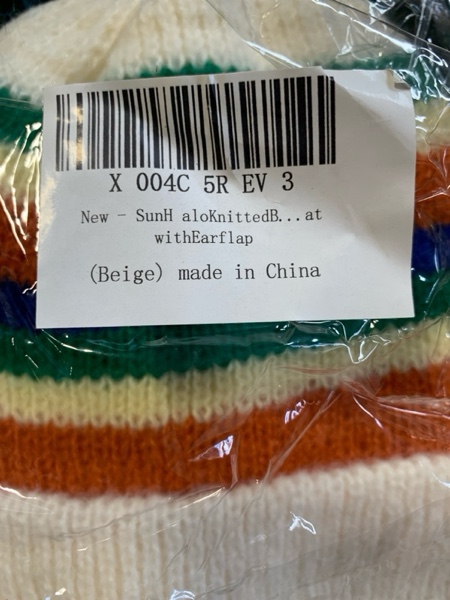 X 004C 5R EV 3
New - SunH aloKnittedB...at
withEarflap
(Beige) made in China